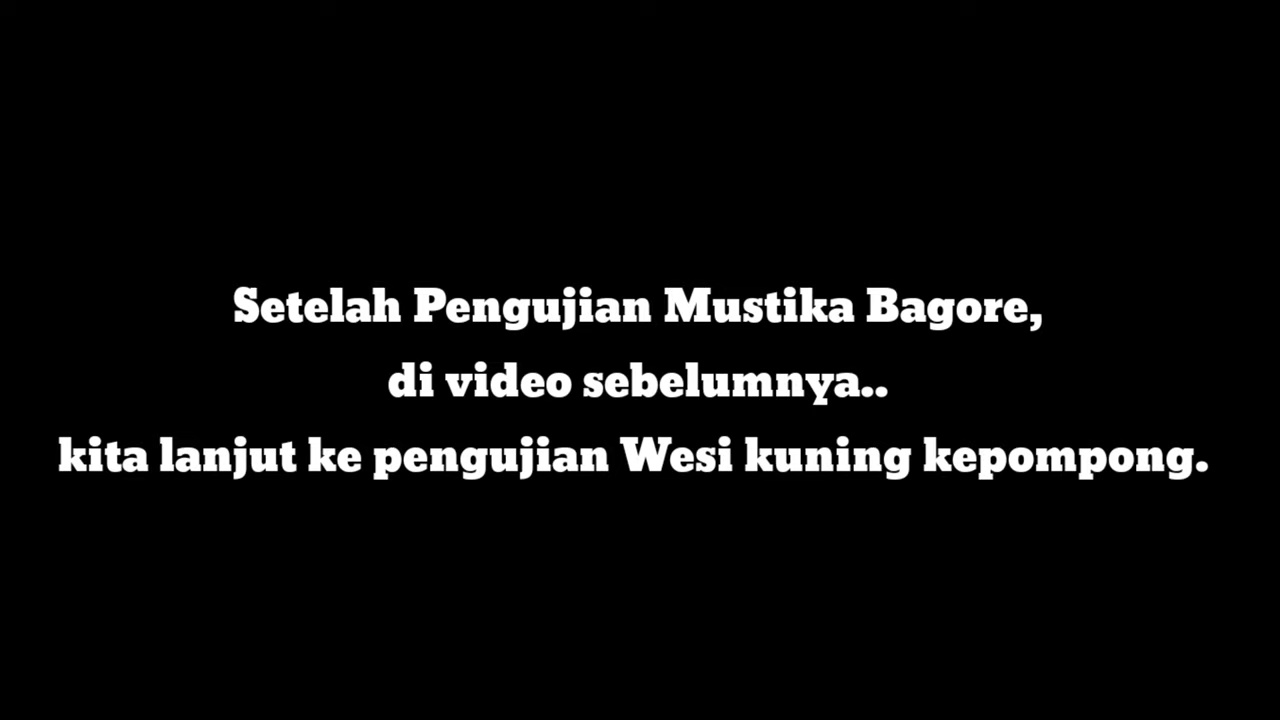 Setelah Pengujian Mustika Bagore,
di video sebelumnya..
kita lanjut ke pengujian Wesi kuning kepompong.